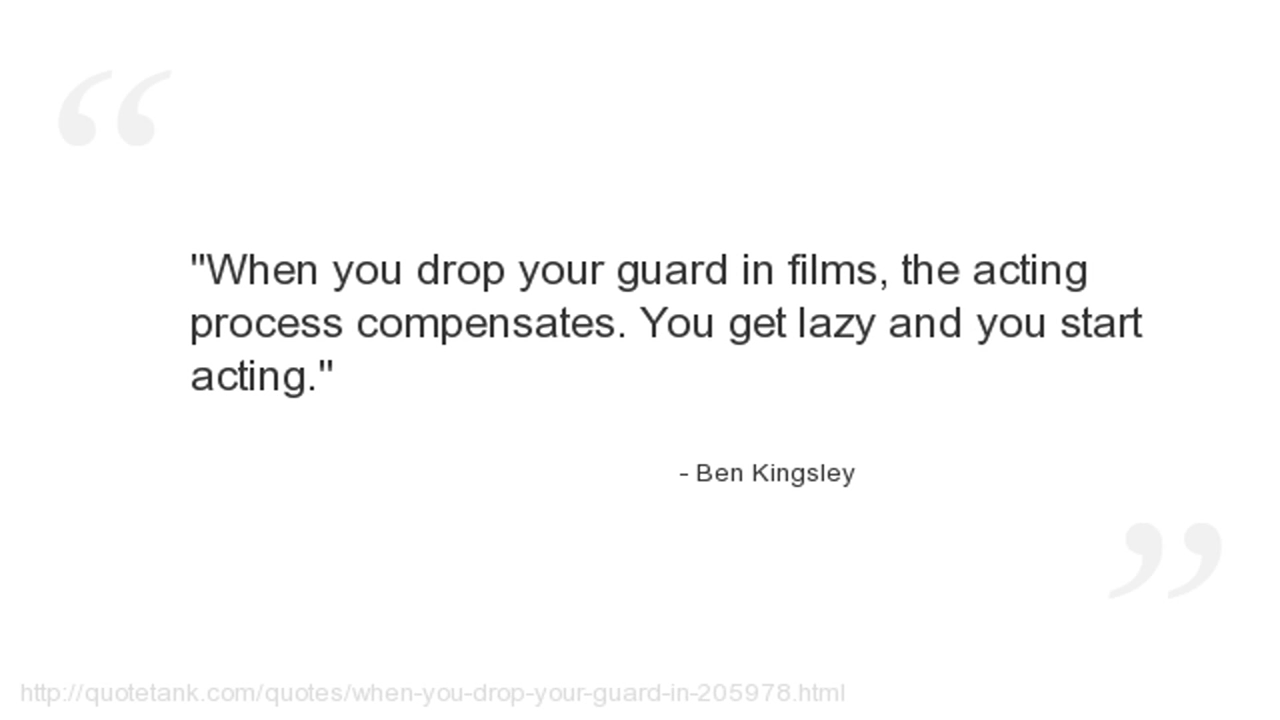 "When you drop your guard in films, the acting
process compensates. You get lazy and you start
acting."
- Ben Kingsley
http://quotetank.com/quotes/when-you-drop-your-guard-in-205978.html